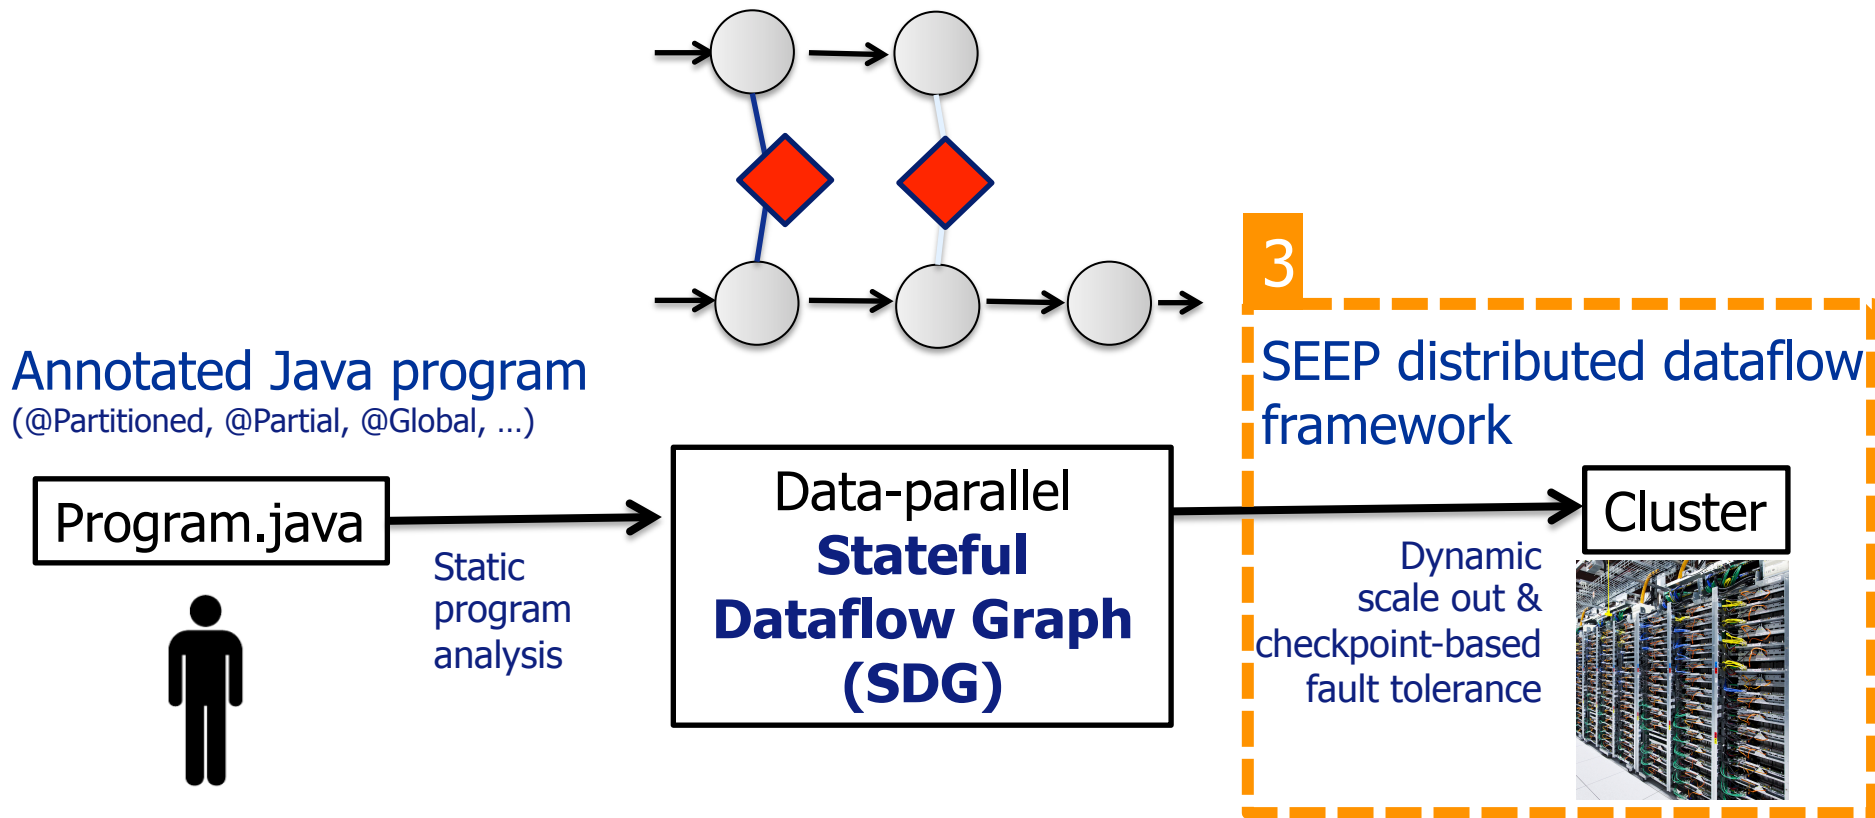 3
SEEP distributed dataflow
framework
Annotated Java program
(@Partitioned, @Partial, @Global, ...)
Program.java
Static
program
analysis
Data-parallel
Stateful
Dataflow Graph
(SDG)
Cluster
Dynamic
scale out &
checkpoint-based
fault tolerance